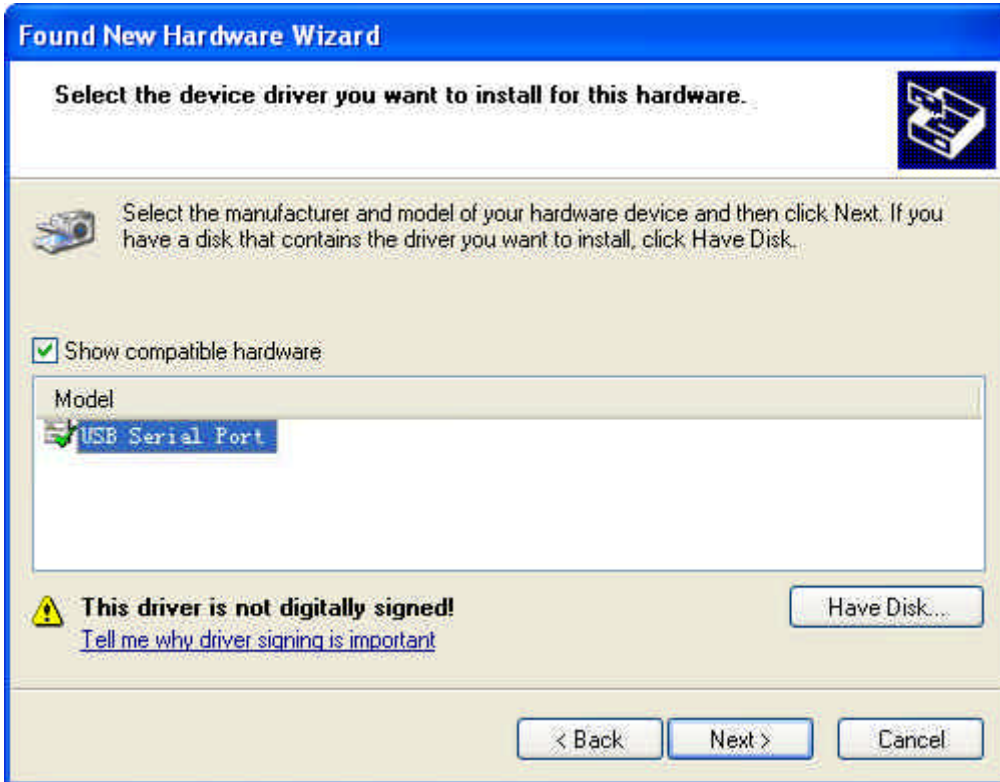 Found New Hardware Wizard
Select the device driver you want to install for this hardware.
Select the manufacturer and model of your hardware device and then click Next. If you
have a disk that contains the driver you want to install, click Have Disk.
Show compatible hardware
Model
USB Serial Port
This driver is not digitally signed!
Have Disk...
Tell me why driver signing is important
< Back
Next >
Cancel